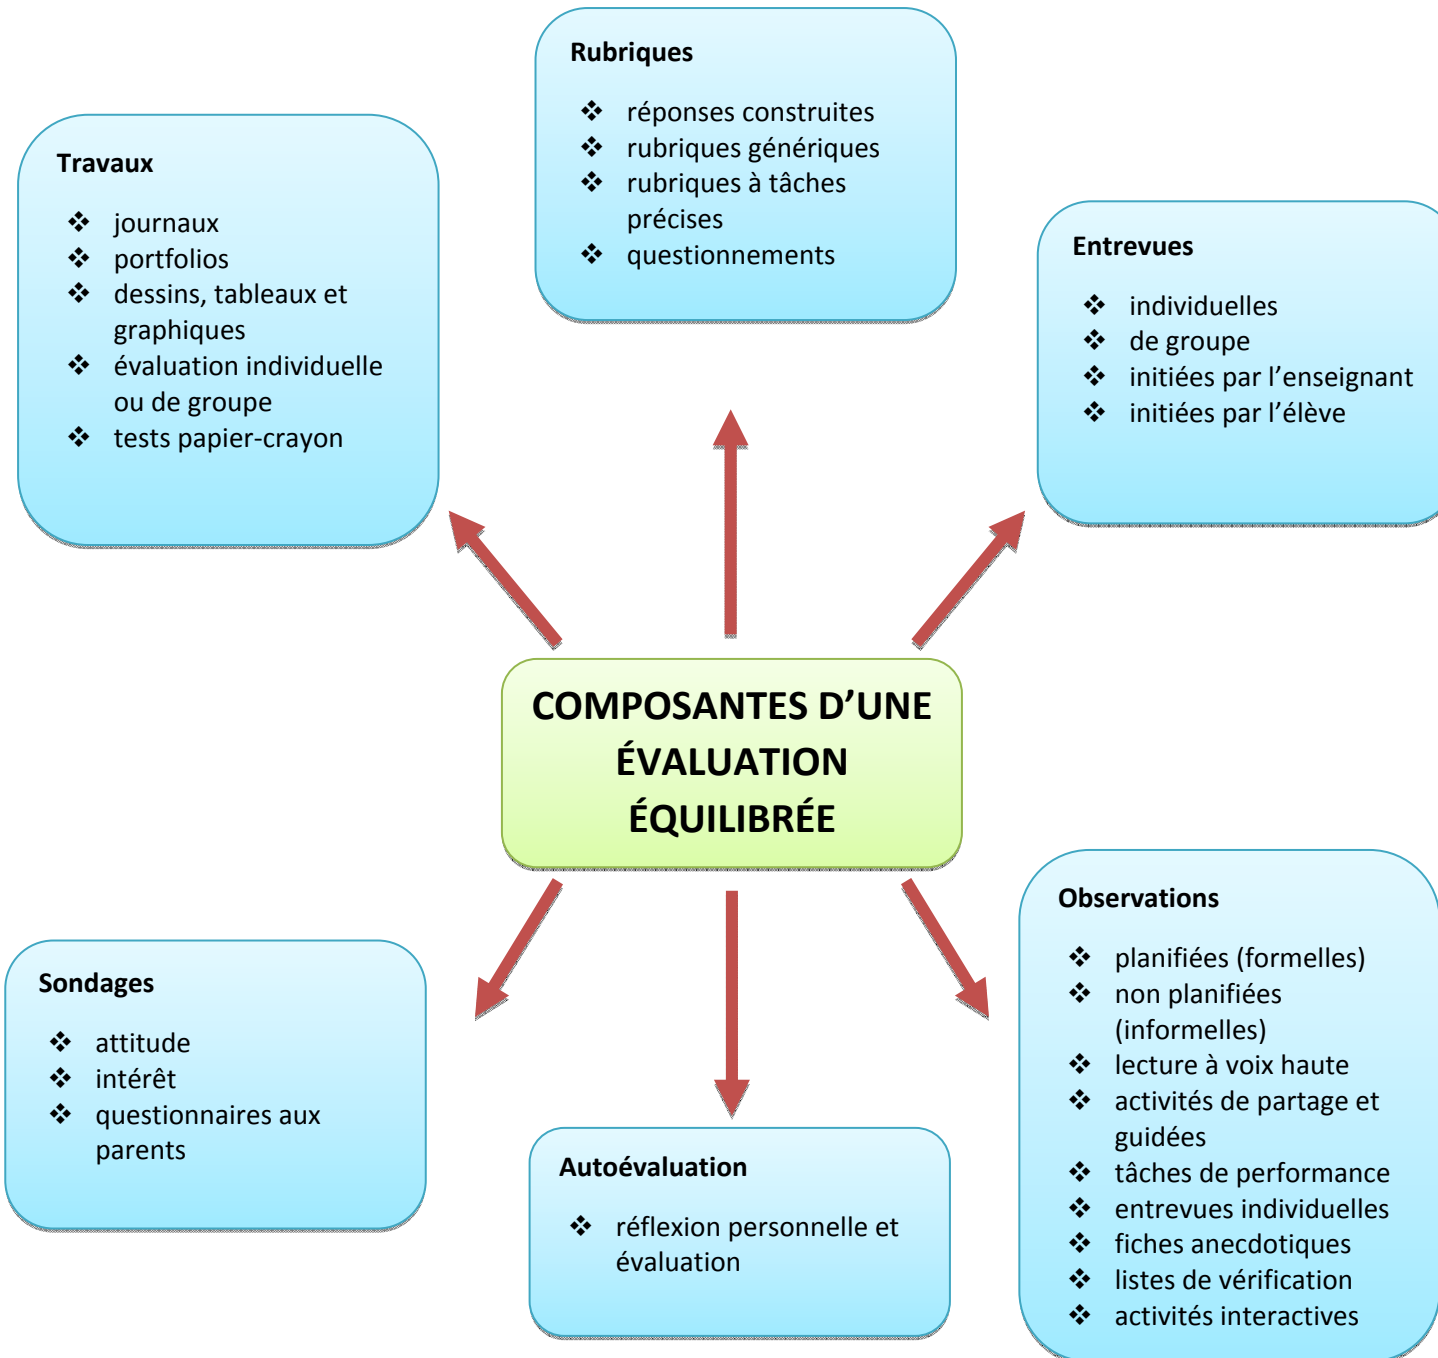 Rubriques
❖ réponses construites
❖ rubriques génériques
❖ rubriques à tâches
précises
❖ questionnements
Travaux
❖ journaux
❖ portfolios
❖ dessins, tableaux et
graphiques
❖ évaluation individuelle
ou de groupe
❖ tests papier-crayon
Entrevues
❖ individuelles
❖ de groupe
❖ initiées par l’enseignant
❖ initiées par l’élève
COMPOSANTES D’UNE
ÉVALUATION
ÉQUILIBRÉE
Sondages
❖ attitude
❖ intérêt
❖ questionnaires aux
parents
Autoévaluation
❖ réflexion personnelle et
évaluation
Observations
❖ planifiées (formelles)
❖ non planifiées
(informelles)
❖ lecture à voix haute
❖ activités de partage et
guidées
❖ tâches de performance
❖ entrevues individuelles
❖ fiches anecdotiques
❖ listes de vérification
❖ activités interactives